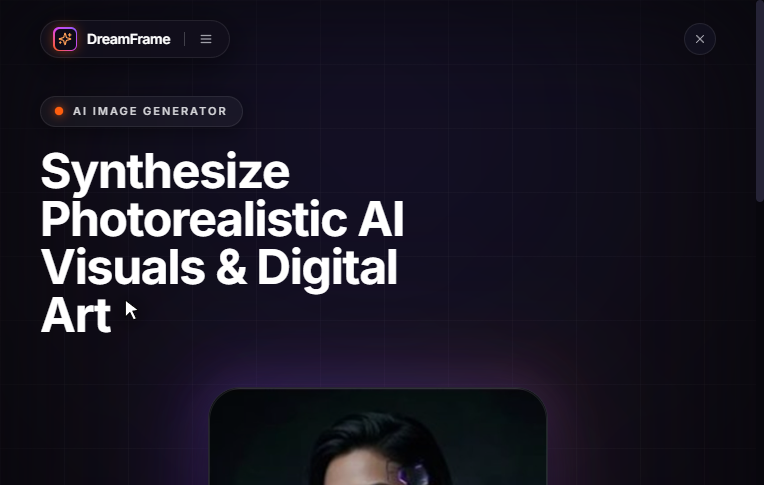 DreamFrame
AI IMAGE GENERATOR
Synthesize
Photorealistic AI
Visuals & Digital
Art